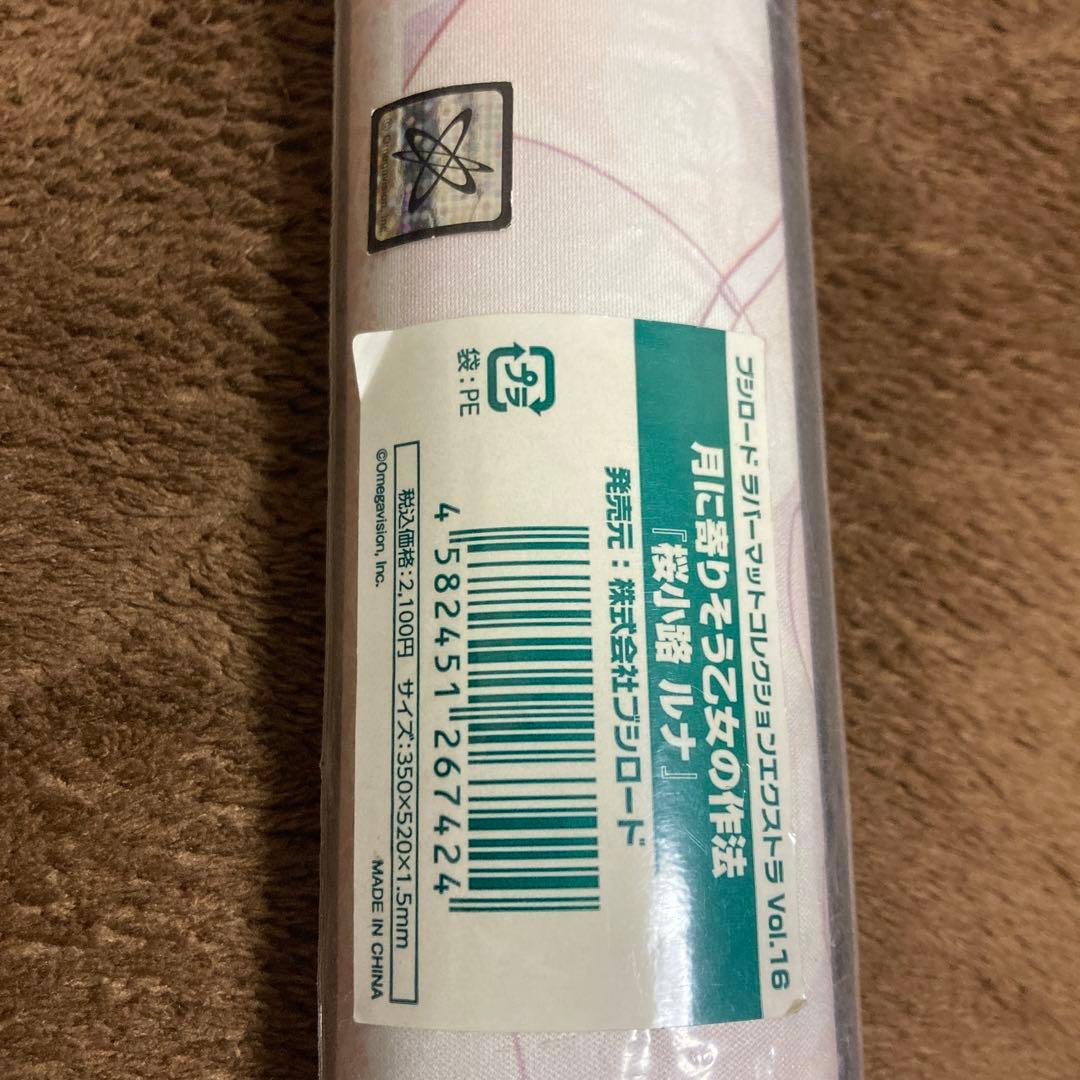 ブシロード ラバーマットコレクションエクストラ Vol.16
月に寄りそう乙女の作法
『桜小路 ルナ』
発売元：株式会社ブシロード
プラ
袋：PE
4 582451 267424
税込価格：2,100円 サイズ：350×520×1.5mm
©Omegavision, Inc.
MADE IN CHINA